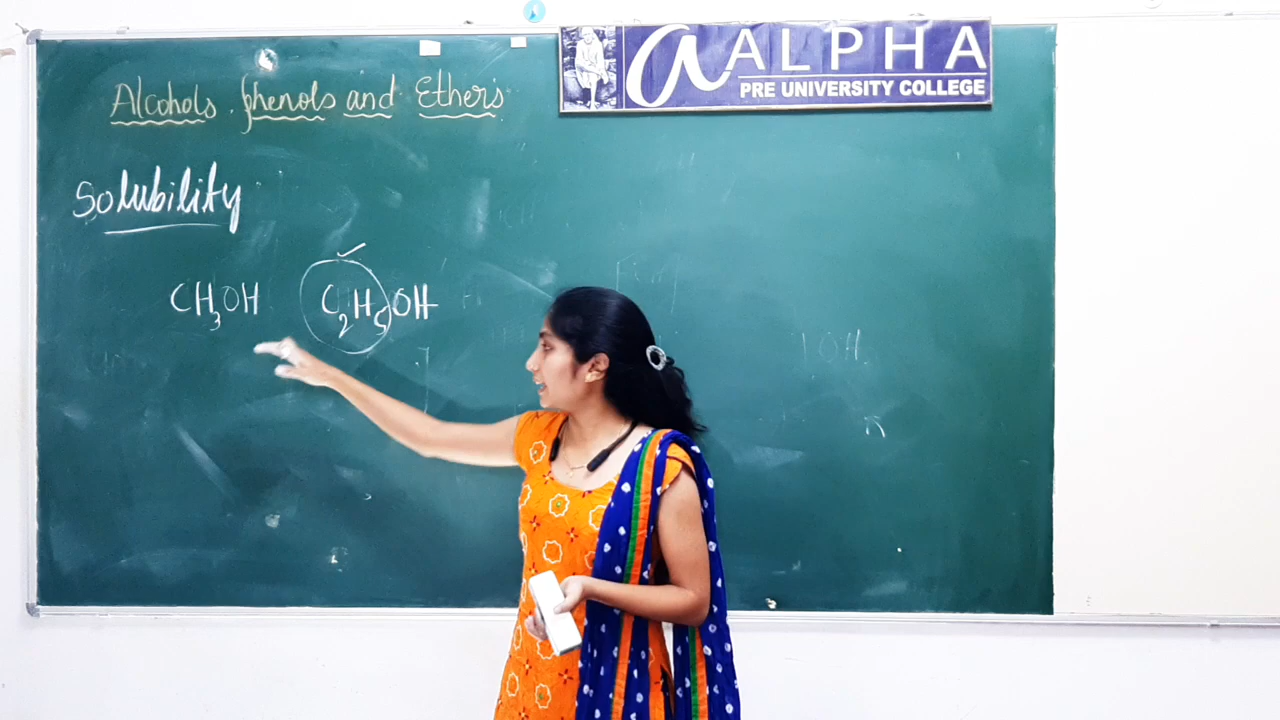 ALPHA
PRE UNIVERSITY COLLEGE
Alcohols, phenols and Ethers
Solubility
CH₃OH C₂H₅OH